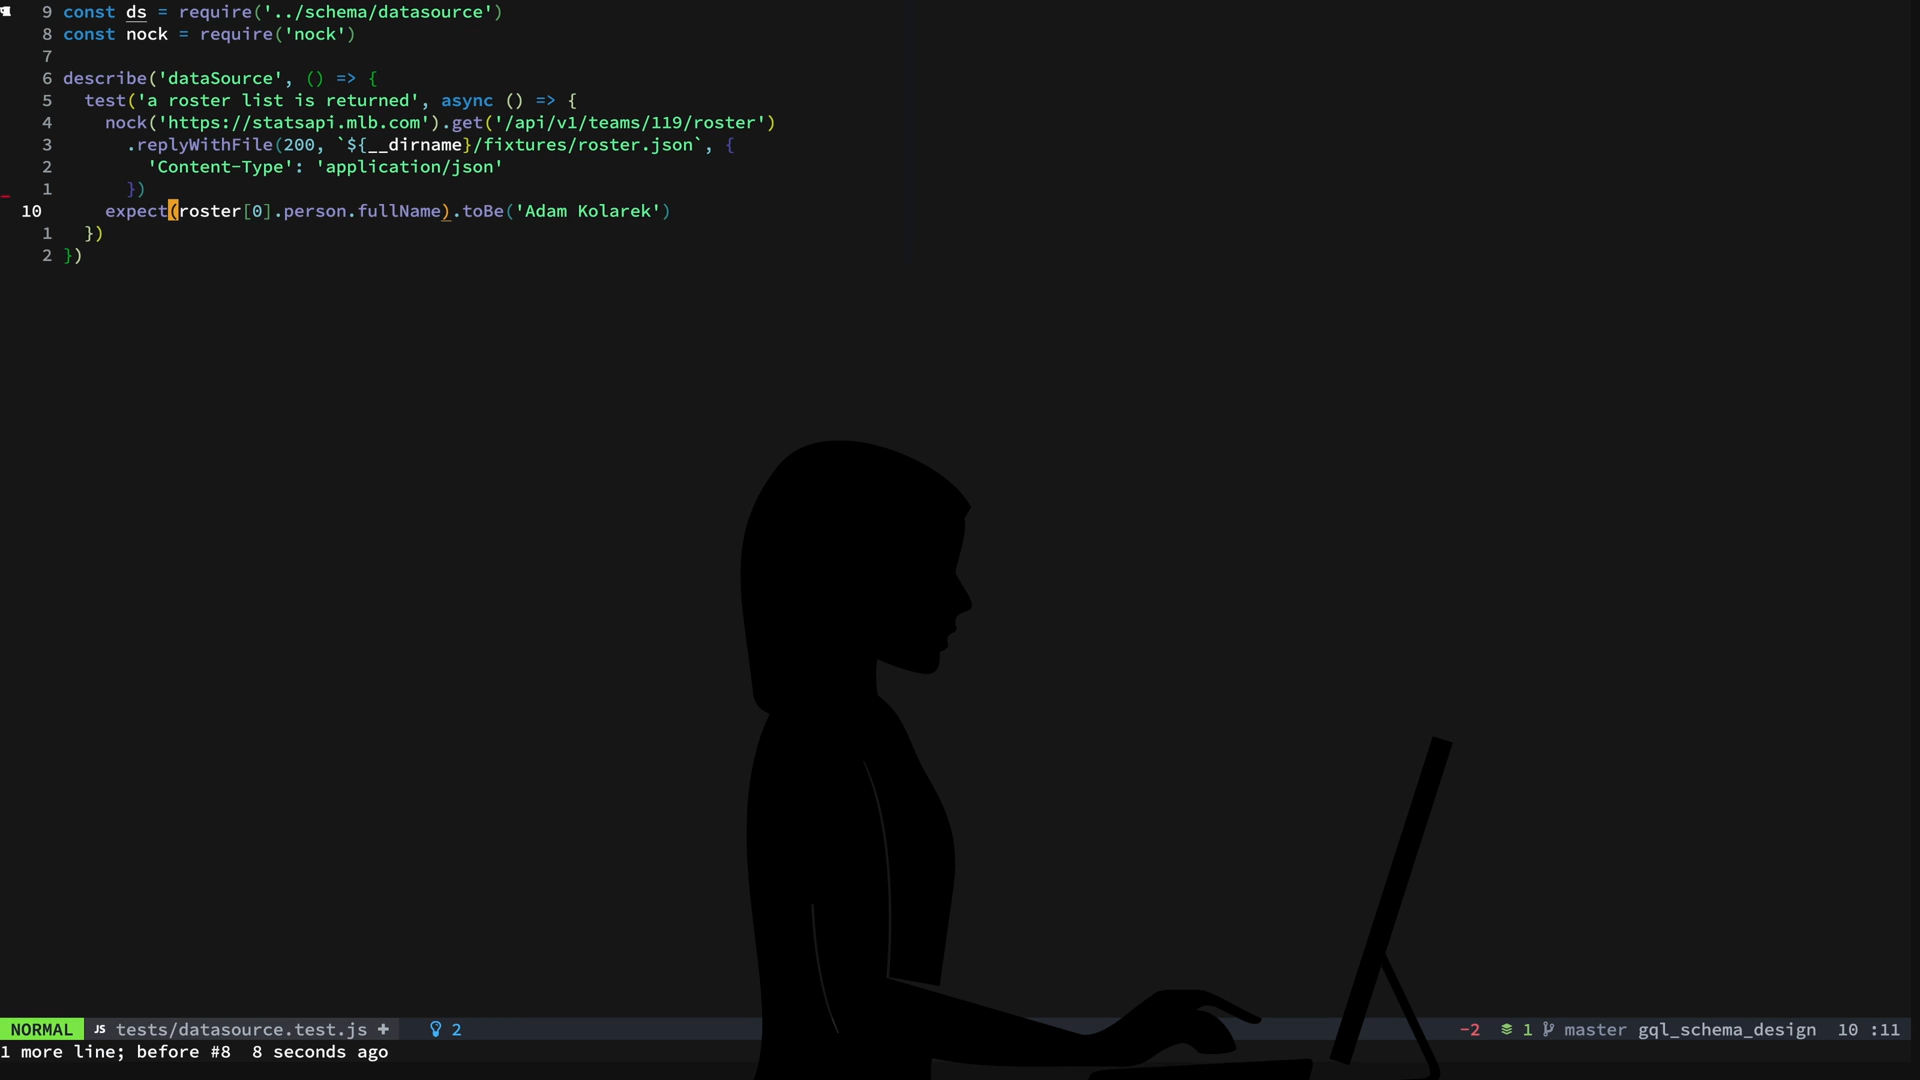 9 const ds = require('../schema/datasource')
8 const nock = require('nock')
7
6 describe('dataSource', () => {
5 test('a roster list is returned', async () => {
4 nock('https://statsapi.mlb.com').get('/api/v1/teams/119/roster')
3 .replyWithFile(200, `${__dirname}/fixtures/roster.json`, {
2 'Content-Type': 'application/json'
1 })
10 expect(roster[0].person.fullName).toBe('Adam Kolarek')
1 })
2 })
NORMAL JS tests/datasource.test.js + 2 -2 1 master gql_schema_design 10 :11
1 more line; before #8 8 seconds ago